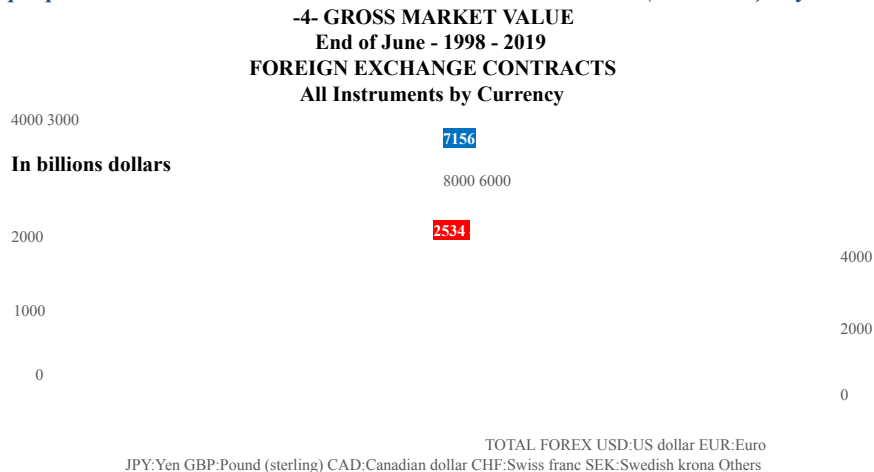 -4- GROSS MARKET VALUE
End of June - 1998 - 2019
FOREIGN EXCHANGE CONTRACTS
All Instruments by Currency
4000 3000
7156
In billions dollars
8000 6000
2534
2000
4000
1000
2000
0
0
TOTAL FOREX USD:US dollar EUR:Euro
JPY:Yen GBP:Pound (sterling) CAD:Canadian dollar CHF:Swiss franc SEK:Swedish krona Others